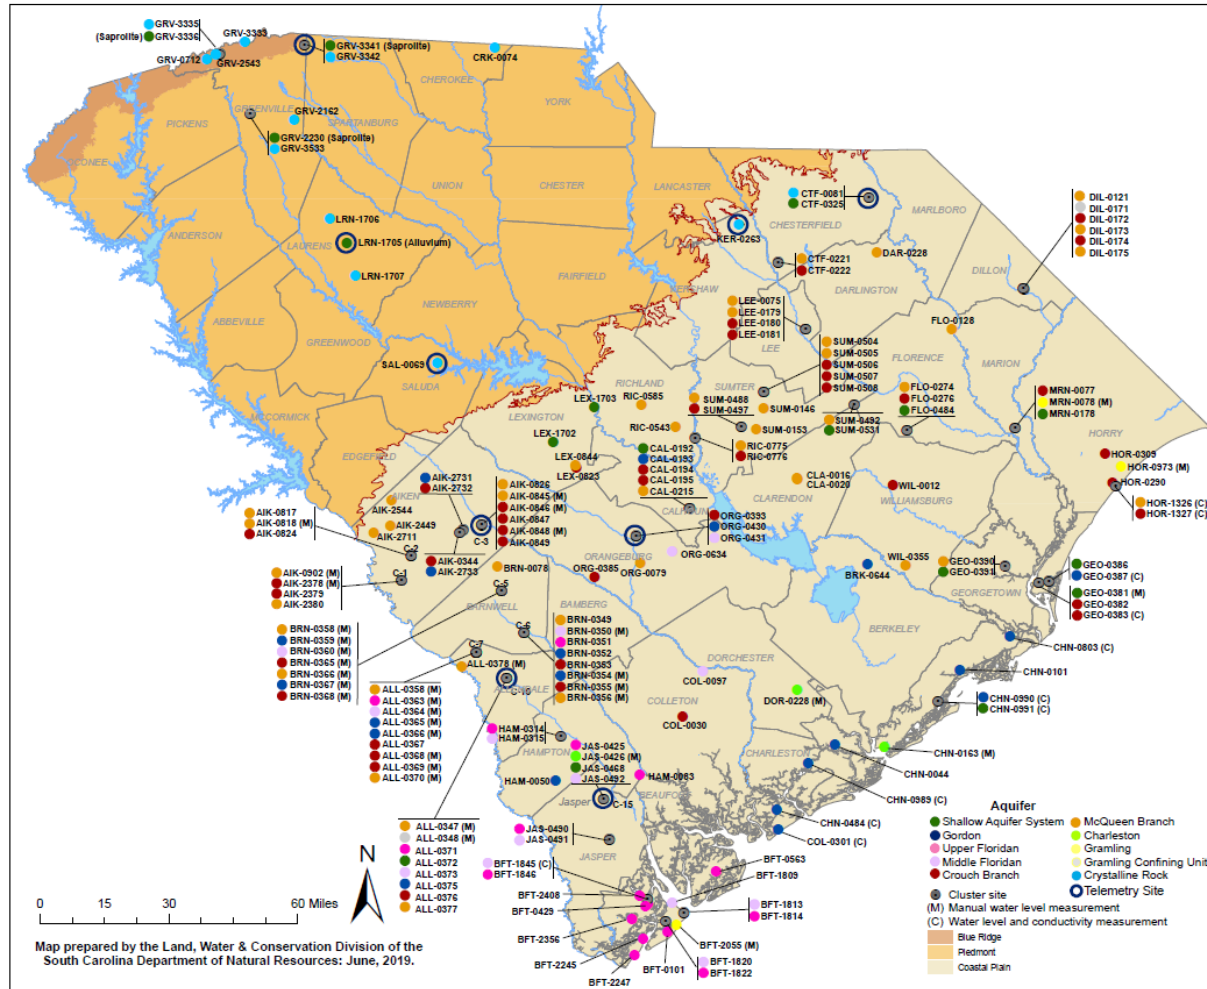 GRV-3335
(Saprolite) GRV-3336
GRV-3333
GRV-0712
GRV-2543
GRV-3341 (Saprolite)
GRV-3342
CRK-0074
CHEROKEE
YORK
GREENVILLE
GRV-2162
SPARTANBURG
PICKENS
GRV-2230 (Saprolite)
GRV-3533
OCONEE
UNION
CHESTER
LANCASTER
CTF-0081
CTF-0325
MARLBORO
CHESTERFIELD
KER-0263
DIL-0121
DIL-0171
DIL-0172
DIL-0173
DIL-0174
DIL-0175
LRN-1706
LRN-1705 (Alluvium)
LAURENS
LRN-1707
ANDERSON
FAIRFIELD
KERSHAW
CTF-0221
CTF-0222
DAR-0228
DILLON
DARLINGTON
NEWBERRY
ABBEVILLE
GREENWOOD
LEE-0075
LEE-0179
LEE-0180
LEE-0181
LEE
FLO-0128
SUM-0504
SUM-0505
SUM-0506
SUM-0507
SUM-0508
FLORENCE
MARION
SAL-0069
SALUDA
RICHLAND
RIC-0585
SUMTER
LEX-1703
LEXINGTON
SUM-0488
SUM-0497
SUM-0146
SUM-0153
FLO-0274
FLO-0276
FLO-0484
SUM-0492
SUM-0531
MRN-0077
MRN-0078 (M)
MRN-0178
MCCORMICK
HORRY
RIC-0543
LEX-1702
LEX-0844
LEX-0823
CAL-0192
CAL-0193
CAL-0194
CAL-0195
CAL-0215
RIC-0775
RIC-0776
HOR-0309
HOR-0973 (M)
HOR-0290
EDGEFIELD
AIK-2731
AIK-2732
AIKEN
AIK-0826
AIK-0845 (M)
AIK-0846 (M)
AIK-0847
AIK-0848 (M)
AIK-0849
CLA-0016
CLA-0020
CLARENDON
WIL-0012
WILLIAMSBURG
HOR-1326 (C)
HOR-1327 (C)
AIK-2544
AIK-0817
AIK-0818 (M)
AIK-0824
AIK-2449
AIK-2711
C-3
CALHOUN
ORG-0393
ORG-0430
ORG-0431
C-2
ORG-0634
ORANGEBURG
AIK-0344
AIK-2733
BRN-0078
ORG-0385
ORG-0079
WIL-0355
BRK-0644
GEO-0390
GEO-0391
GEO-0386
GEO-0387 (C)
GEO-0381 (M)
GEO-0382
GEO-0383 (C)
GEORGETOWN
AIK-0902 (M)
AIK-2378 (M)
AIK-2379
AIK-2380
C-1
C-5
BARNWELL
BAMBERG
BERKELEY
BRN-0358 (M)
BRN-0359 (M)
BRN-0360 (M)
BRN-0365 (M)
BRN-0366 (M)
BRN-0367 (M)
BRN-0368 (M)
C-6
C-7
BRN-0349
BRN-0350 (M)
BRN-0351
BRN-0352
BRN-0383
BRN-0354 (M)
BRN-0355 (M)
BRN-0356 (M)
CHN-0803 (C)
DORCHESTER
COL-0097
CHN-0101
ALL-0378 (M)
ALLENDALE
C-10
COLLETON
DOR-0228 (M)
CHN-0990 (C)
CHN-0991 (C)
ALL-0358 (M)
ALL-0363 (M)
ALL-0364 (M)
ALL-0365 (M)
ALL-0366 (M)
ALL-0367
ALL-0368 (M)
ALL-0369 (M)
ALL-0370 (M)
COL-0030
HAM-0314
HAM-0315
HAMPTON
JAS-0425
JAS-0426 (M)
JAS-0468
JAS-0492
CHARLESTON
CHN-0163 (M)
CHN-0044
HAM-0050
HAM-0083
BEAUFORT
CHN-0989 (C)
Jasper
C-15
CHN-0484 (C)
COL-0301 (C)
ALL-0347 (M)
ALL-0348 (M)
ALL-0371
ALL-0372
ALL-0373
ALL-0375
ALL-0376
ALL-0377
JAS-0490
JAS-0491
JASPER
BFT-1845 (C)
BFT-1846
BFT-0563
BFT-1809
BFT-2408
BFT-0429
BFT-1813
BFT-1814
BFT-2356
BFT-2055 (M)
BFT-2245
BFT-0101
BFT-1820
BFT-1822
BFT-2247
Aquifer
Shallow Aquifer System
Gordon
Upper Floridan
Middle Floridan
Crouch Branch
McQueen Branch
Charleston
Gramling
Gramling Confining Unit
Crystalline Rock
Cluster site
Telemetry Site
(M) Manual water level measurement
(C) Water level and conductivity measurement
Blue Ridge
Piedmont
Coastal Plain
N
0 15 30 60 Miles
Map prepared by the Land, Water & Conservation Division of the
South Carolina Department of Natural Resources: June, 2019.